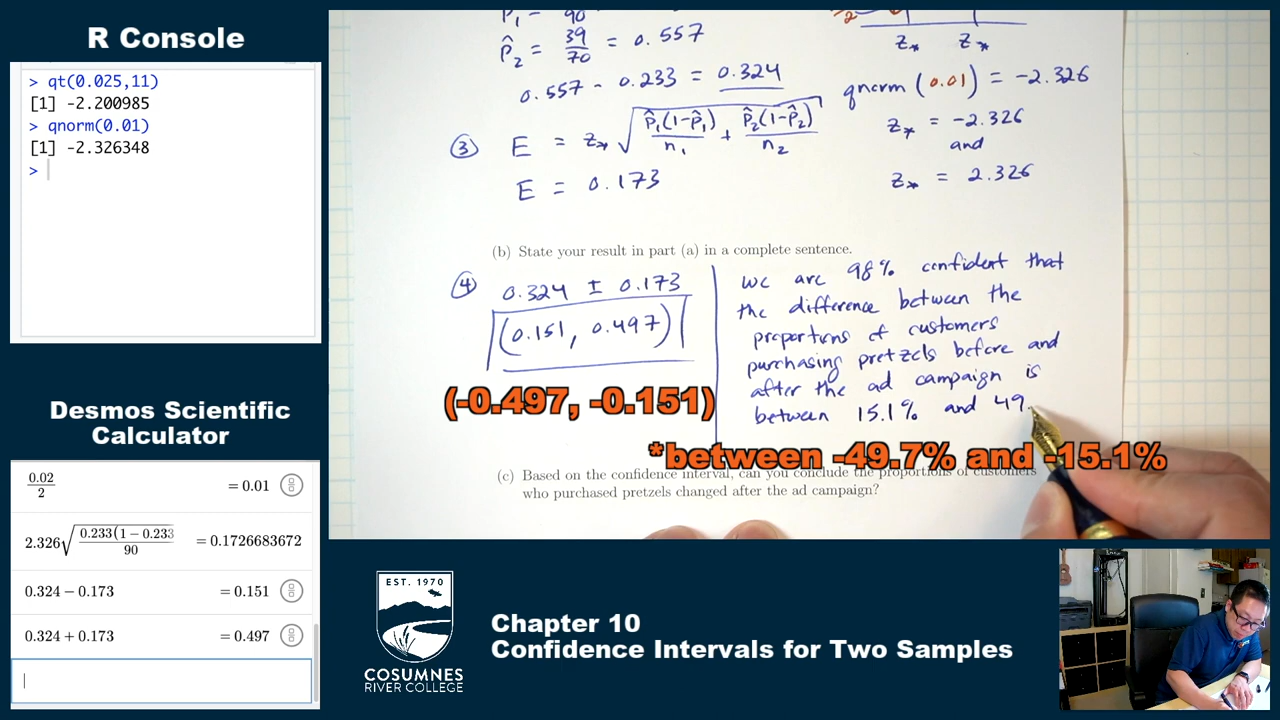 R Console
> qt(0.025,11)
[1] -2.200985
> qnorm(0.01)
[1] -2.326348
>
Desmos Scientific
Calculator
0.02/2 = 0.01
2.326√(0.233(1 − 0.233/90 = 0.1726683672
0.324 − 0.173 = 0.151
0.324 + 0.173 = 0.497
P̂₁ = 90
P̂₂ = 39/70 = 0.557
0.557 - 0.233 = 0.324
③ E = z* √(P̂₁(1-P̂₁)/n₁ + P̂₂(1-P̂₂)/n₂)
E = 0.173
/2
z* z*
qnorm (0.01) = -2.326
z* = -2.326
and
z* = 2.326
(b) State your result in part (a) in a complete sentence.
④ 0.324 ± 0.173
(0.151, 0.497)
(-0.497, -0.151)
we are 98% confident that
the difference between the
proportions of customers
purchasing pretzels before and
after the ad campaign is
between 15.1% and 49.
*between -49.7% and -15.1%
(c) Based on the confidence interval, can you conclude the proportions of customers
who purchased pretzels changed after the ad campaign?
EST. 1970
COSUMNES
RIVER COLLEGE
Chapter 10
Confidence Intervals for Two Samples